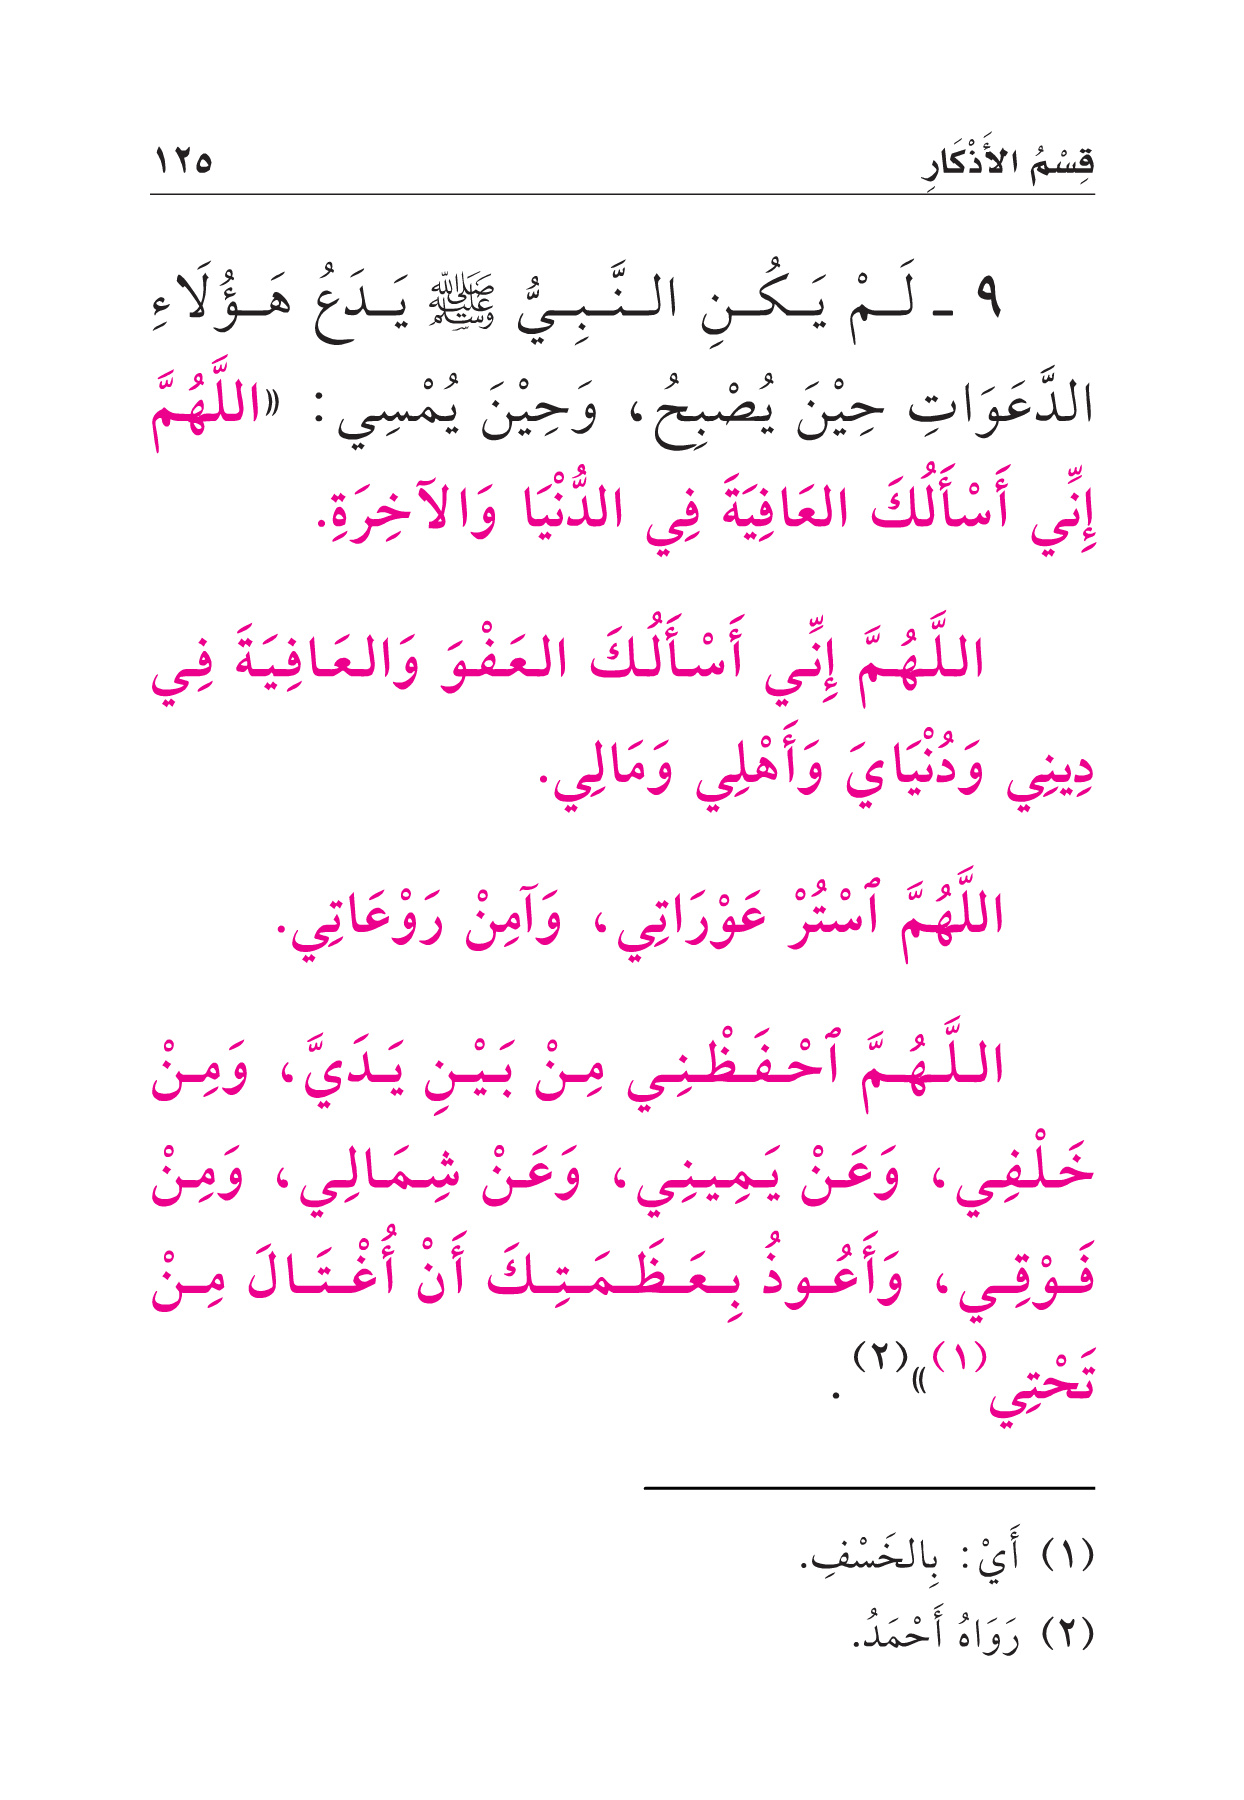 قِسْمُ الأَذْكَارِ ١٢٥
٩ ـ لَمْ يَكُنِ النَّبِيُّ ﷺ يَدَعُ هَؤُلَاءِ
الدَّعَوَاتِ حِيْنَ يُصْبِحُ، وَحِيْنَ يُمْسِي: «اللَّهُمَّ
إِنِّي أَسْأَلُكَ العَافِيَةَ فِي الدُّنْيَا وَالآخِرَةِ.
اللَّهُمَّ إِنِّي أَسْأَلُكَ العَفْوَ وَالعَافِيَةَ فِي
دِينِي وَدُنْيَايَ وَأَهْلِي وَمَالِي.
اللَّهُمَّ ٱسْتُرْ عَوْرَاتِي، وَآمِنْ رَوْعَاتِي.
اللَّهُمَّ ٱحْفَظْنِي مِنْ بَيْنِ يَدَيَّ، وَمِنْ
خَلْفِي، وَعَنْ يَمِينِي، وَعَنْ شِمَالِي، وَمِنْ
فَوْقِي، وَأَعُوذُ بِعَظَمَتِكَ أَنْ أُغْتَالَ مِنْ
تَحْتِي(١)»(٢).
(١) أَيْ: بِالخَسْفِ.
(٢) رَوَاهُ أَحْمَدُ.